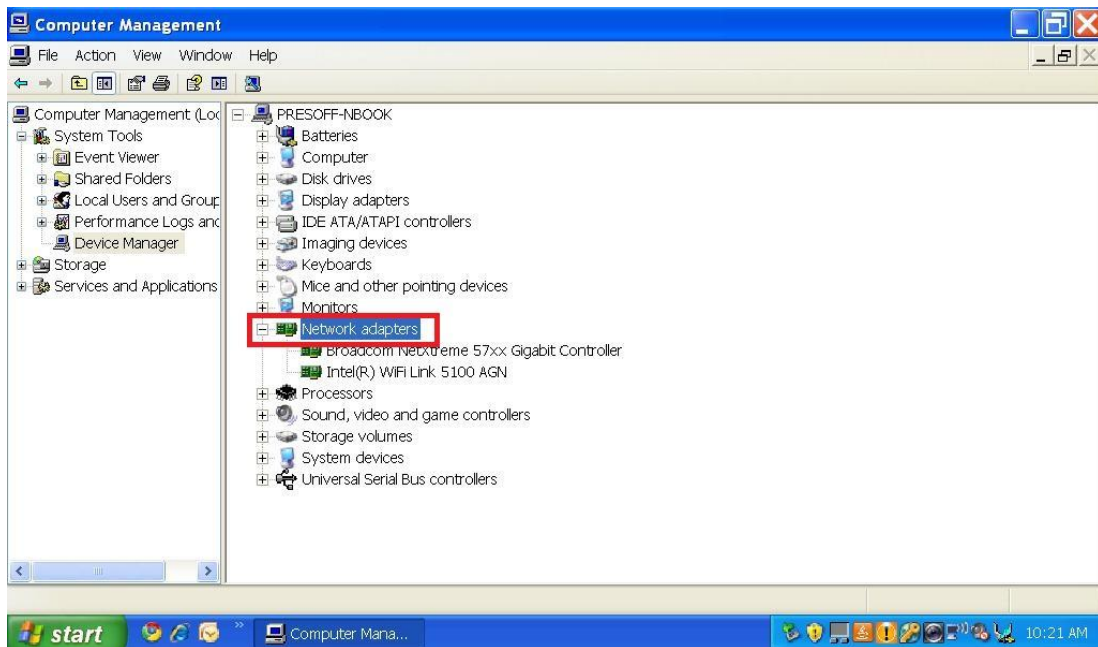 Computer Management
File Action View Window Help
Computer Management (Loc
System Tools
Event Viewer
Shared Folders
Local Users and Group
Performance Logs and
Device Manager
Storage
Services and Applications
PRESOFF-NBOOK
Batteries
Computer
Disk drives
Display adapters
IDE ATA/ATAPI controllers
Imaging devices
Keyboards
Mice and other pointing devices
Monitors
Network adapters
Broadcom NetXtreme 57xx Gigabit Controller
Intel(R) WiFi Link 5100 AGN
Processors
Sound, video and game controllers
Storage volumes
System devices
Universal Serial Bus controllers
start
Computer Mana...
10:21 AM